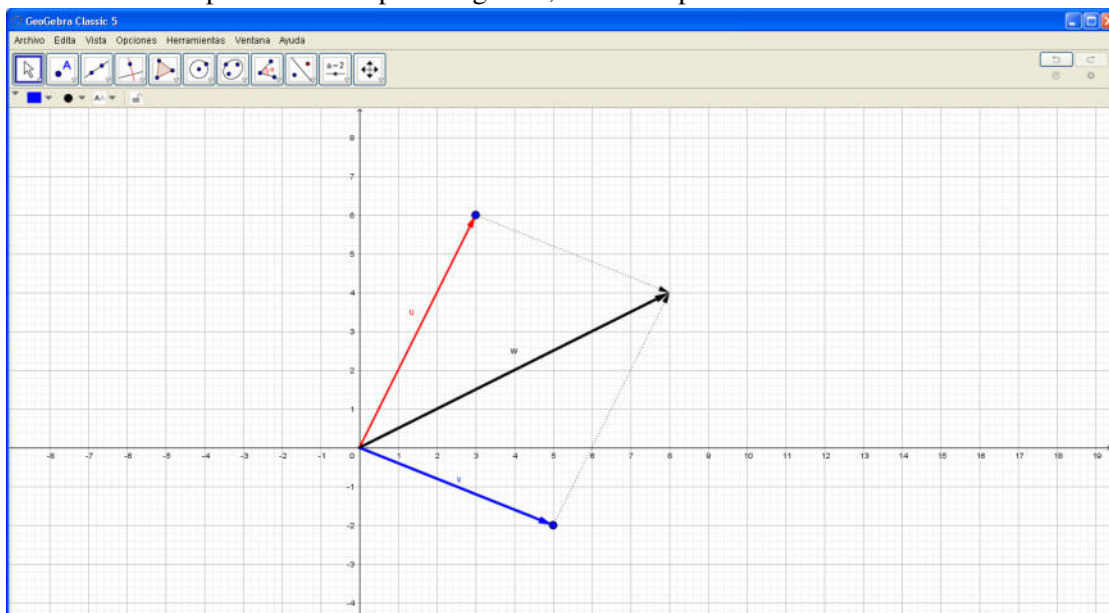 GeoGebra Classic 5
Archivo Edita Vista Opciones Herramientas Ventana Ayuda
A
a=2
AA
8
7
6
5
4
u
3
w
2
1
-8 -7 -6 -5 -4 -3 -2 -1 0 1 2 3 4 5 6 7 8 9 10 11 12 13 14 15 16 17 18 19
v
-1
-2
-3
-4